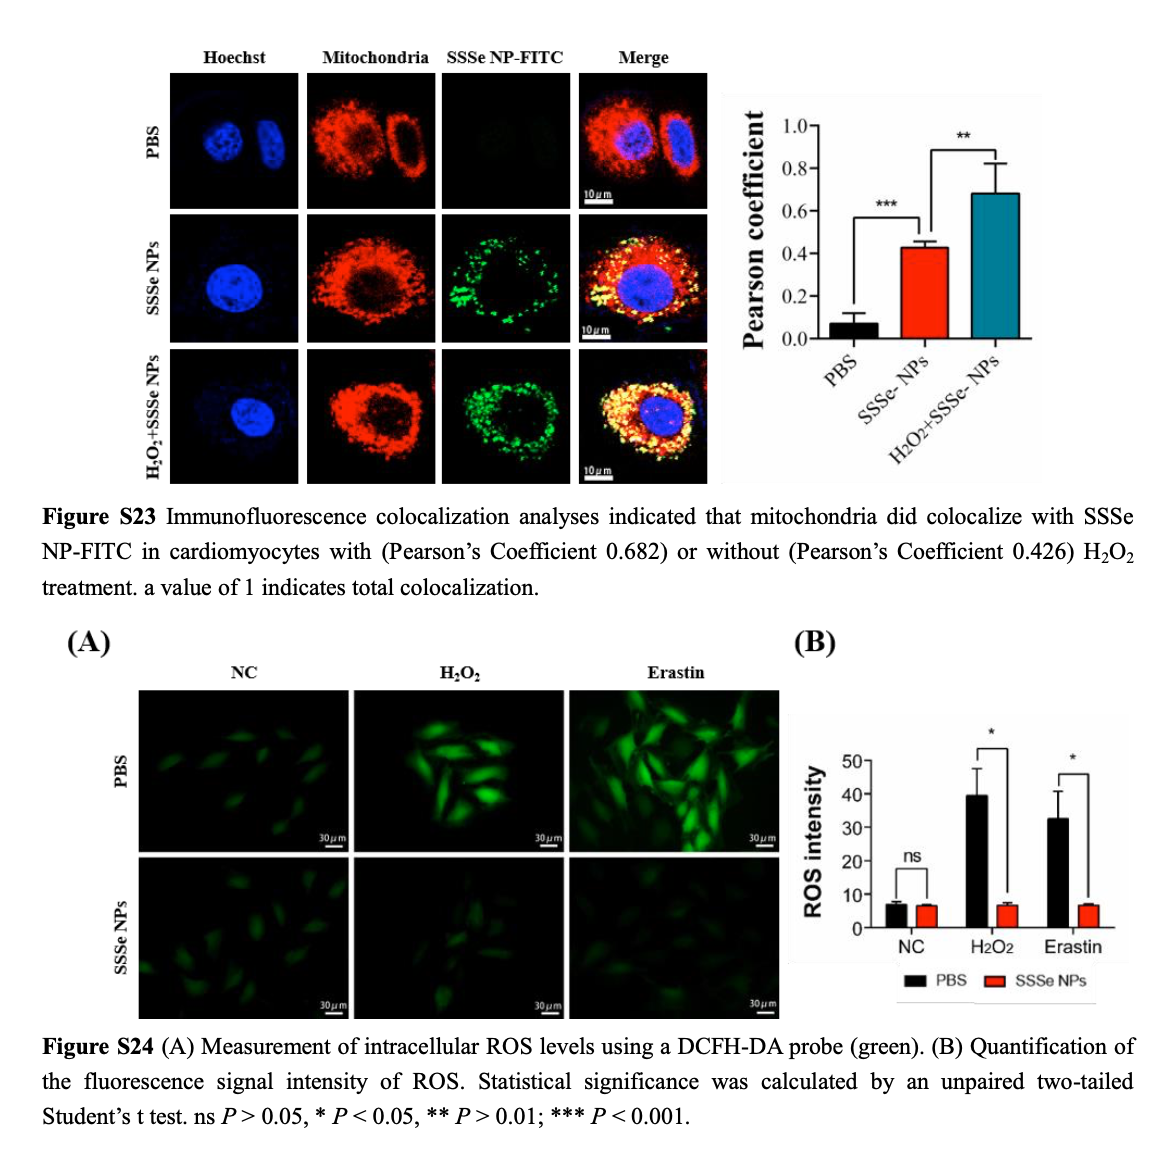 Hoechst Mitochondria SSSe NP-FITC Merge
PBS
10μm
SSSe NPs
10μm
H₂O₂+SSSe NPs
10μm
Pearson coefficient
1.0
0.8
0.6
0.4
0.2
0.0
***
**
PBS
SSSe- NPs
H2O2+SSSe- NPs
Figure S23 Immunofluorescence colocalization analyses indicated that mitochondria did colocalize with SSSe
NP-FITC in cardiomyocytes with (Pearson’s Coefficient 0.682) or without (Pearson’s Coefficient 0.426) H₂O₂
treatment. a value of 1 indicates total colocalization.
(A)
NC H₂O₂ Erastin
PBS
30μm 30μm 30μm
SSSe NPs
30μm 30μm 30μm
(B)
ROS intensity
50
40
30
20
10
0
ns
*
*
NC H2O2 Erastin
PBS SSSe NPs
Figure S24 (A) Measurement of intracellular ROS levels using a DCFH-DA probe (green). (B) Quantification of
the fluorescence signal intensity of ROS. Statistical significance was calculated by an unpaired two-tailed
Student’s t test. ns P > 0.05, * P < 0.05, ** P > 0.01; *** P < 0.001.